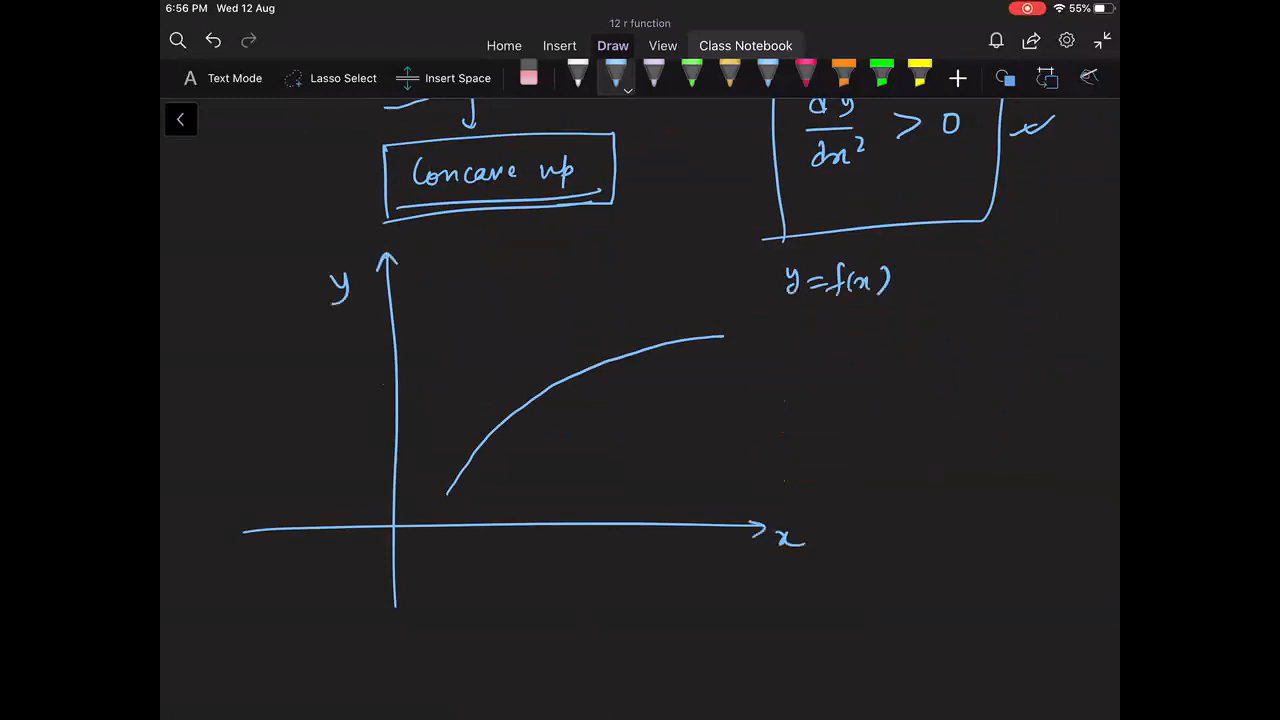 6:56 PM Wed 12 Aug
55%
12 r function
Home Insert Draw View Class Notebook
A Text Mode Lasso Select Insert Space
dy
dx² > 0
Concave up
y
y=f(x)
x